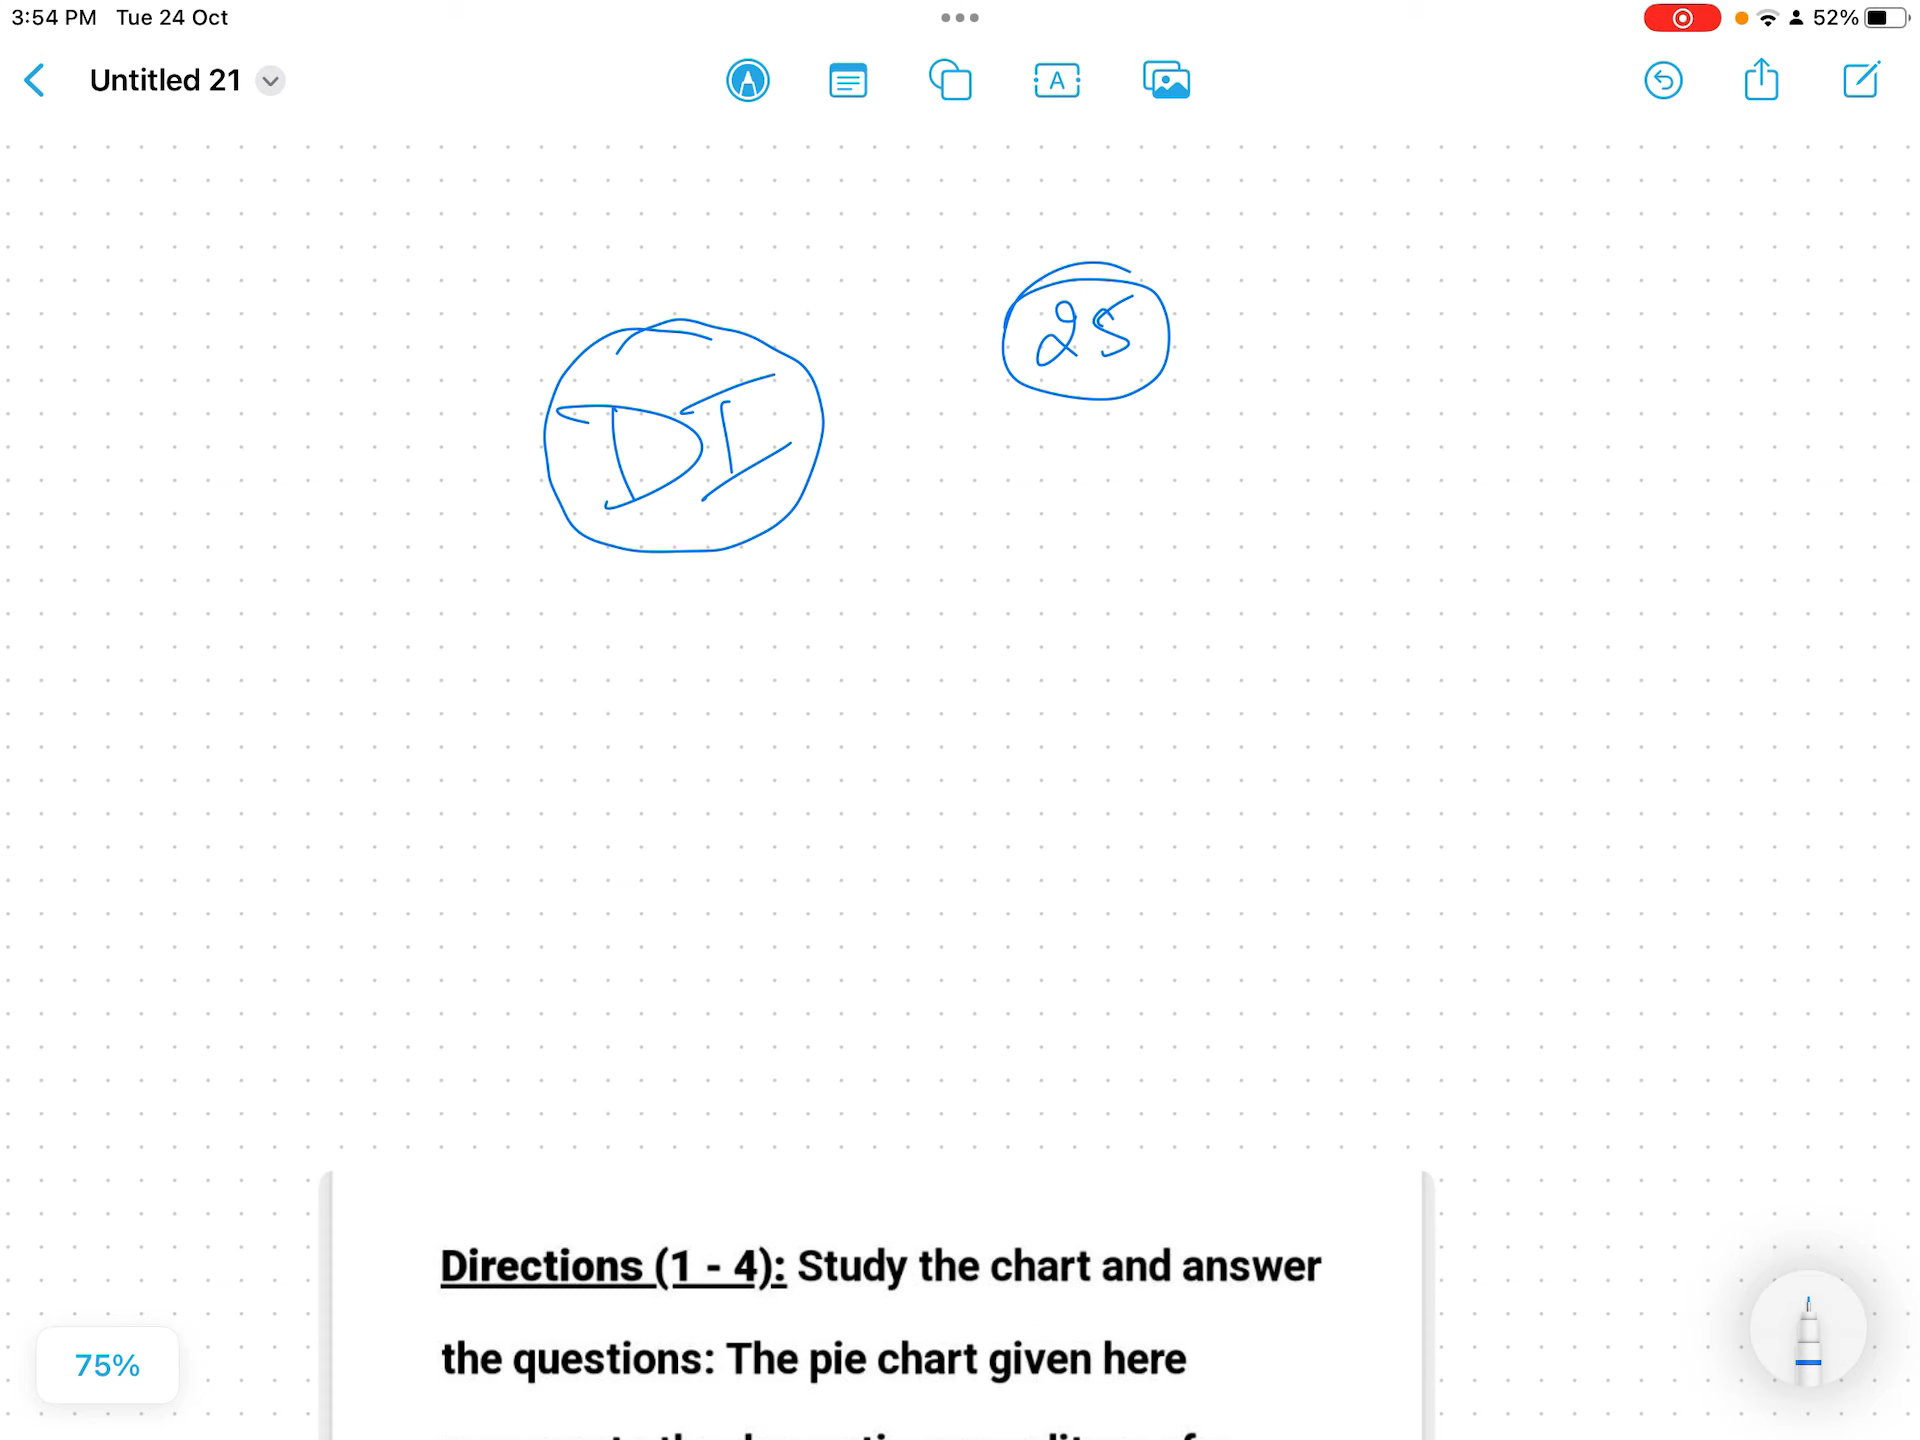 3:54 PM Tue 24 Oct
52%
Untitled 21
A
25
DI
Directions (1 - 4): Study the chart and answer
the questions: The pie chart given here
75%